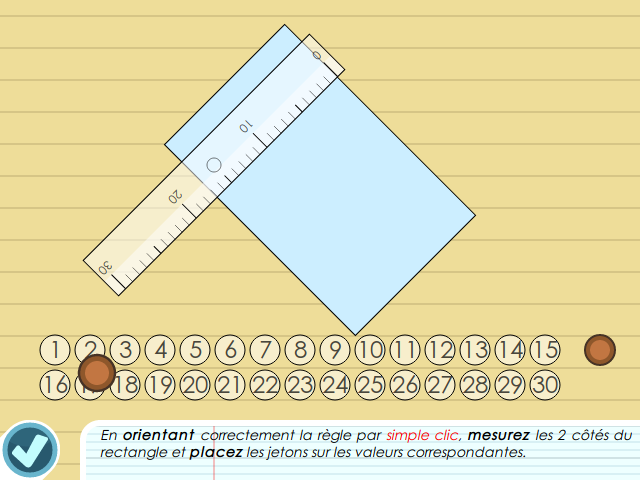 0
10
20
30
1 2 3 4 5 6 7 8 9 10 11 12 13 14 15
16 18 19 20 21 22 23 24 25 26 27 28 29 30
En orientant correctement la règle par simple clic, mesurez les 2 côtés du
rectangle et placez les jetons sur les valeurs correspondantes.